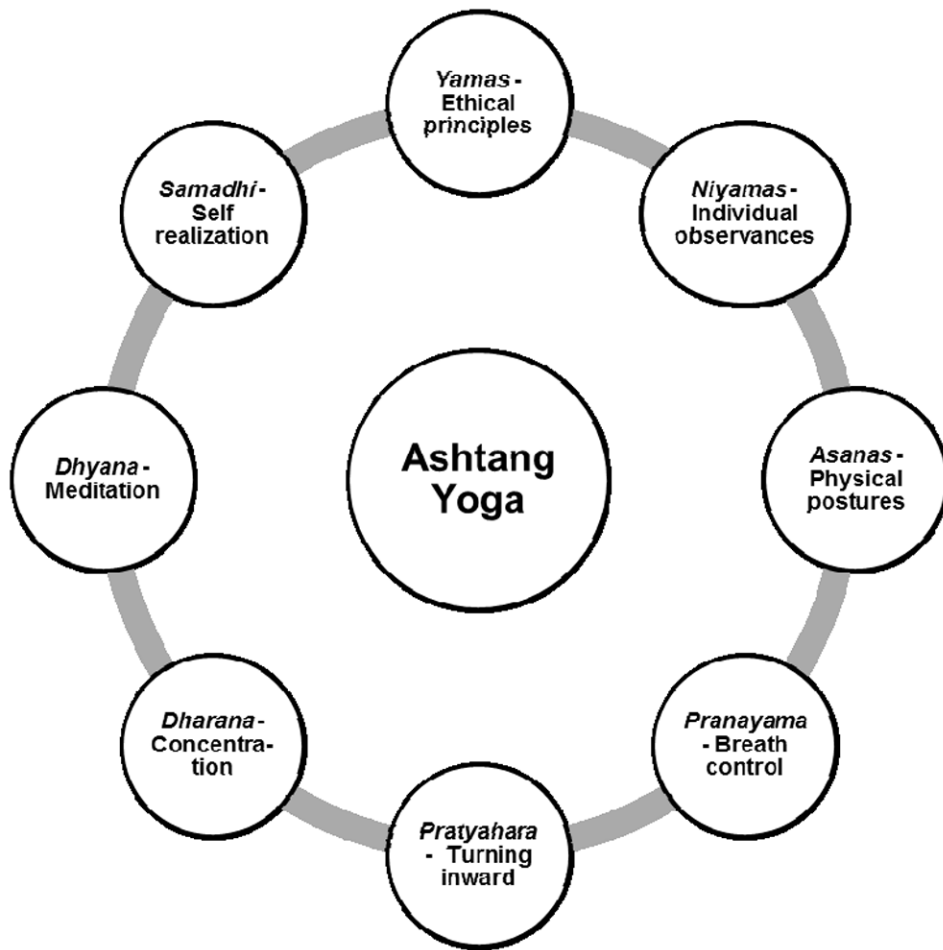 Yamas -
Ethical
principles
Niyamas -
Individual
observances
Asanas -
Physical
postures
Pranayama
- Breath
control
Pratyahara
- Turning
inward
Dharana-
Concentra-
tion
Dhyana -
Meditation
Samadhi -
Self
realization
Ashtang
Yoga